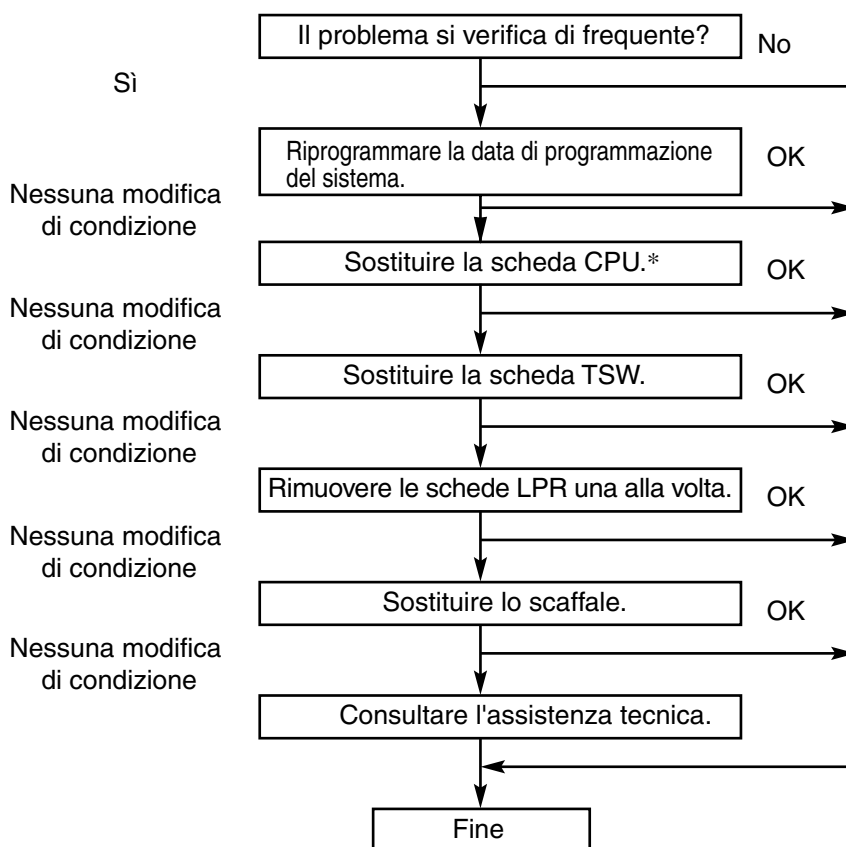 Il problema si verifica di frequente?
No
Sì
Riprogrammare la data di programmazione
del sistema.
OK
Nessuna modifica
di condizione
Sostituire la scheda CPU.*
OK
Nessuna modifica
di condizione
Sostituire la scheda TSW.
OK
Nessuna modifica
di condizione
Rimuovere le schede LPR una alla volta.
OK
Nessuna modifica
di condizione
Sostituire lo scaffale.
OK
Nessuna modifica
di condizione
Consultare l'assistenza tecnica.
Fine